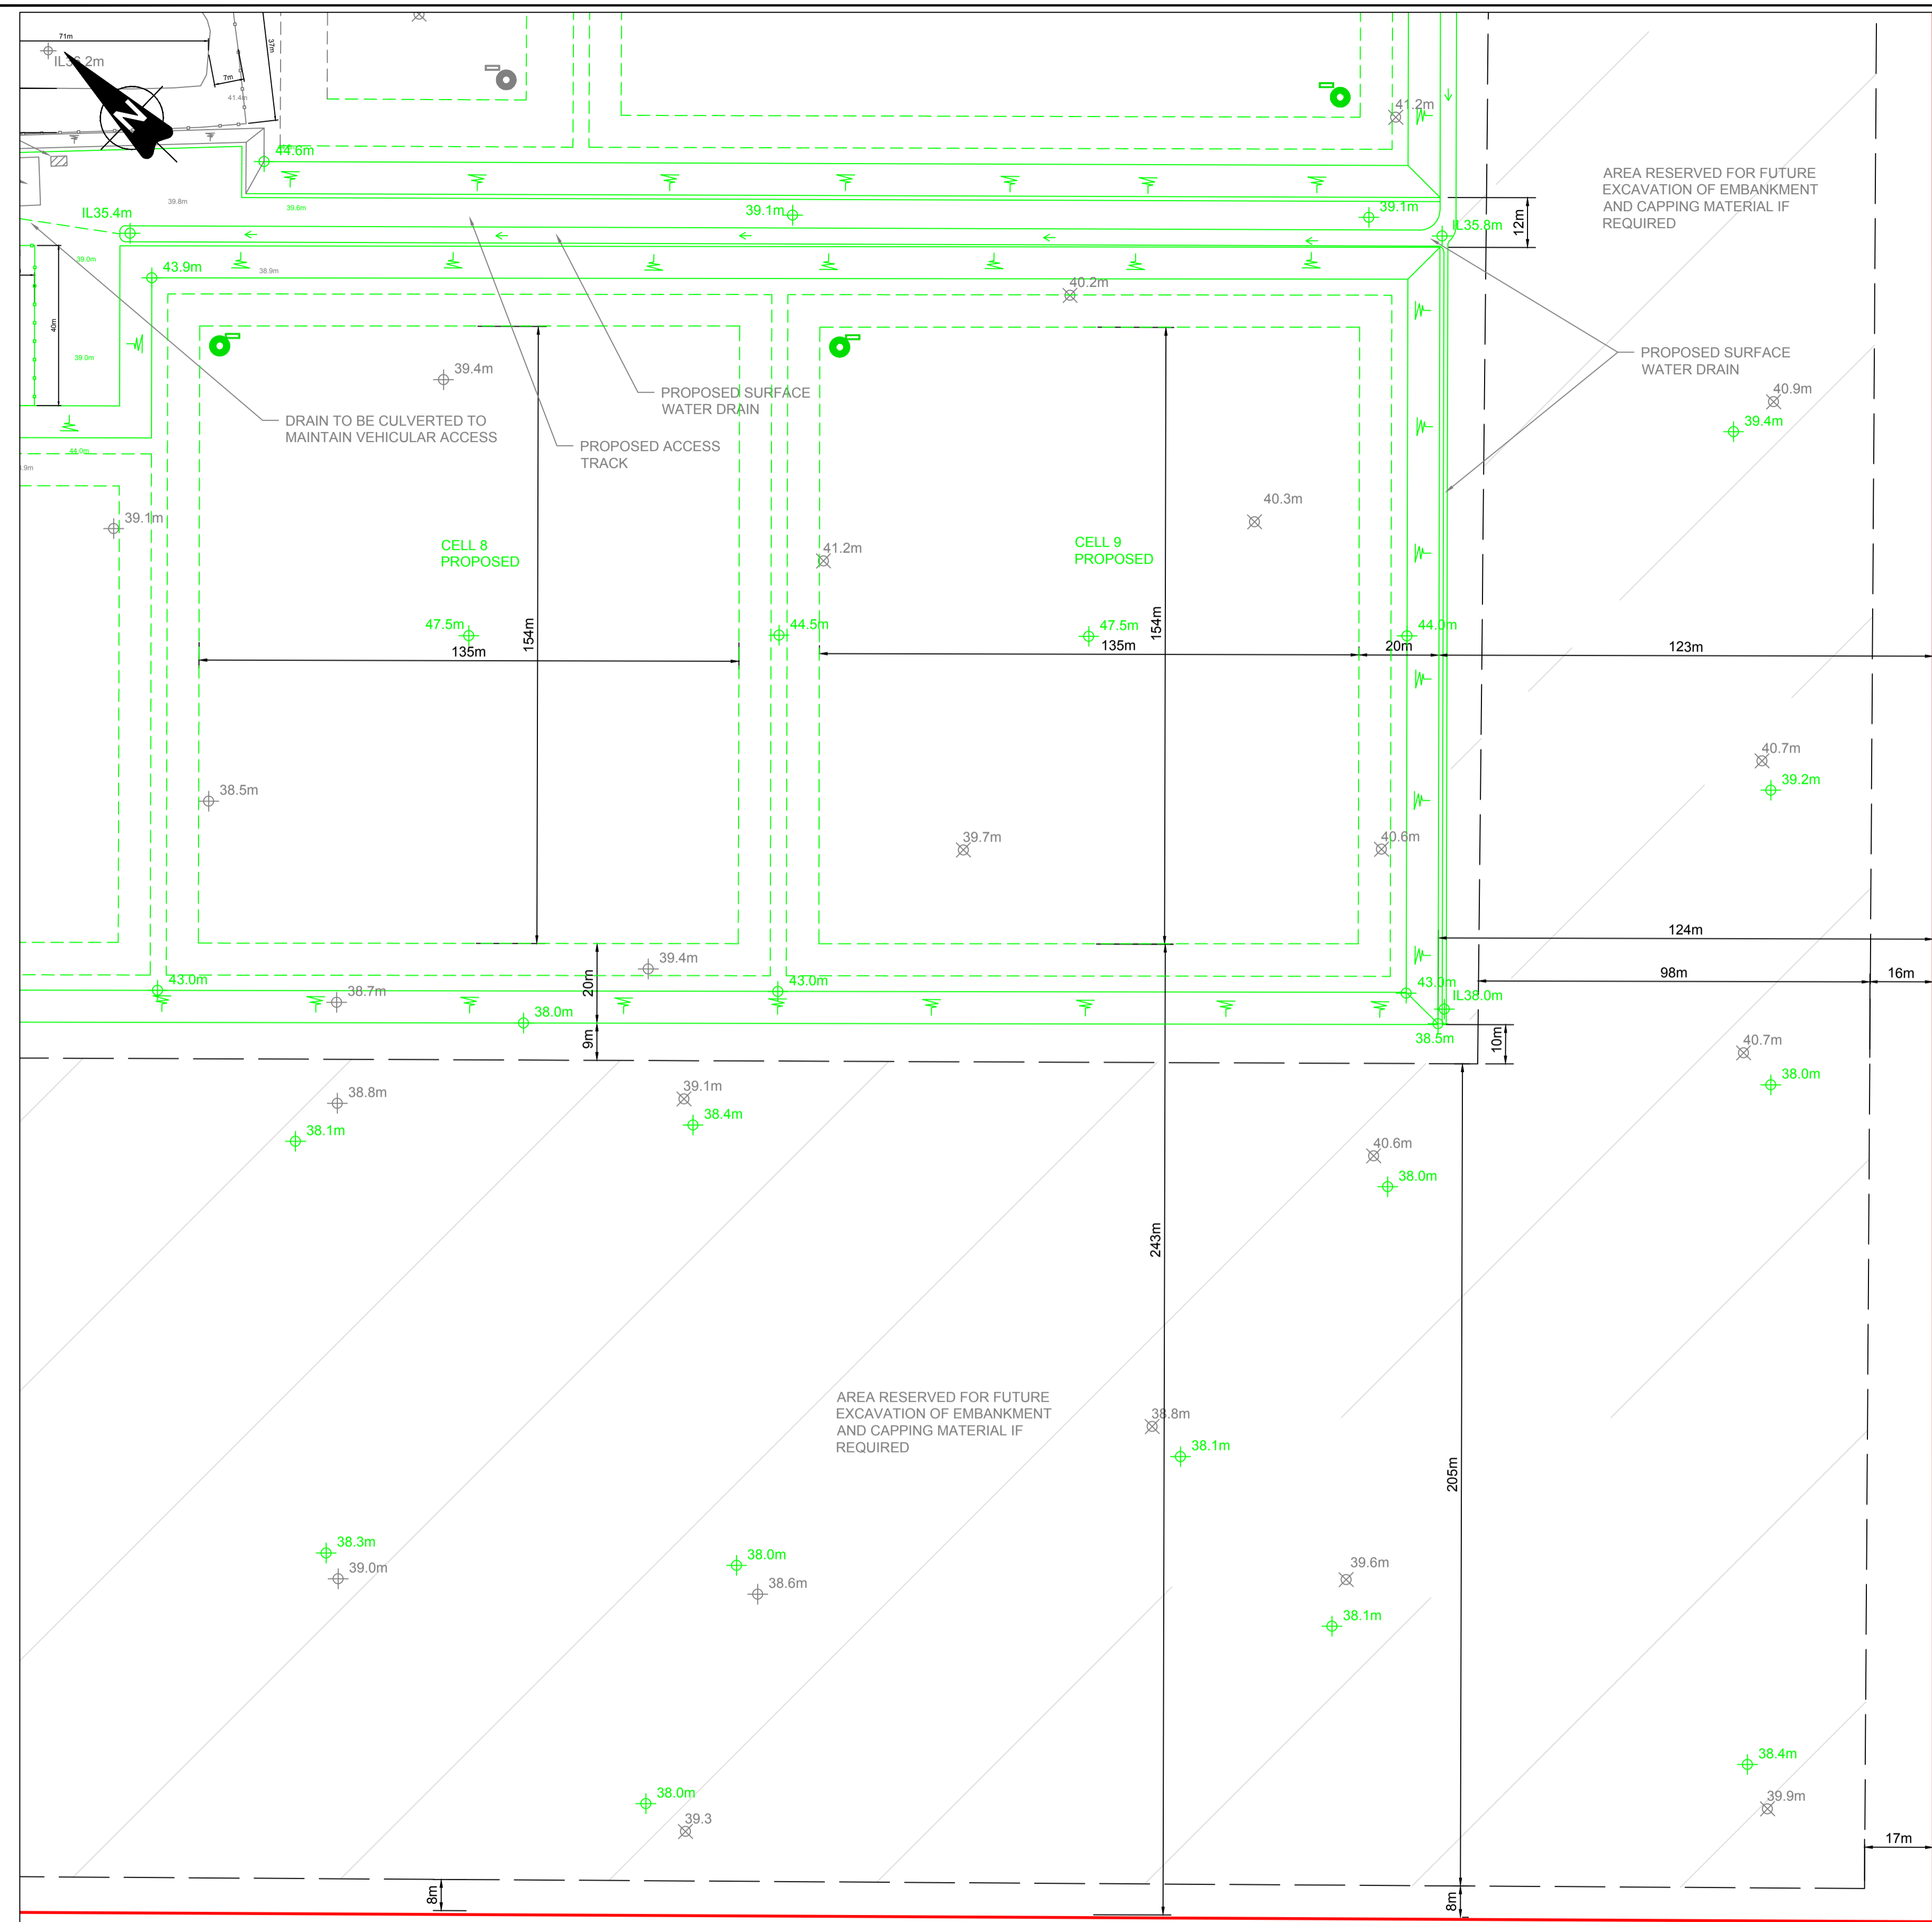 71m
37m
7m
41.4m
N
44.6m
41.2m
AREA RESERVED FOR FUTURE
EXCAVATION OF EMBANKMENT
AND CAPPING MATERIAL IF
REQUIRED
39.8m
39.6m
IL35.4m
39.1m
39.1m
12m
IL35.8m
39.0m
43.9m
38.9m
40.2m
40m
39.0m
39.4m
PROPOSED SURFACE
WATER DRAIN
PROPOSED SURFACE
WATER DRAIN
40.9m
39.4m
DRAIN TO BE CULVERTED TO
MAINTAIN VEHICULAR ACCESS
PROPOSED ACCESS
TRACK
44.0m
39.1m
40.3m
CELL 8
PROPOSED
41.2m
CELL 9
PROPOSED
47.5m
154m
44.5m
47.5m
154m
44.0m
135m
135m
20m
123m
40.7m
39.2m
38.5m
39.7m
40.6m
124m
39.4m
98m
16m
43.0m
38.7m
20m
43.0m
43.0m
IL38.0m
38.0m
9m
38.5m
10m
40.7m
38.0m
38.8m
39.1m
38.4m
38.1m
40.6m
38.0m
243m
AREA RESERVED FOR FUTURE
EXCAVATION OF EMBANKMENT
AND CAPPING MATERIAL IF
REQUIRED
38.8m
38.1m
205m
38.3m
39.0m
38.0m
38.6m
39.6m
38.1m
38.4m
39.9m
38.0m
39.3
17m
8m
8m